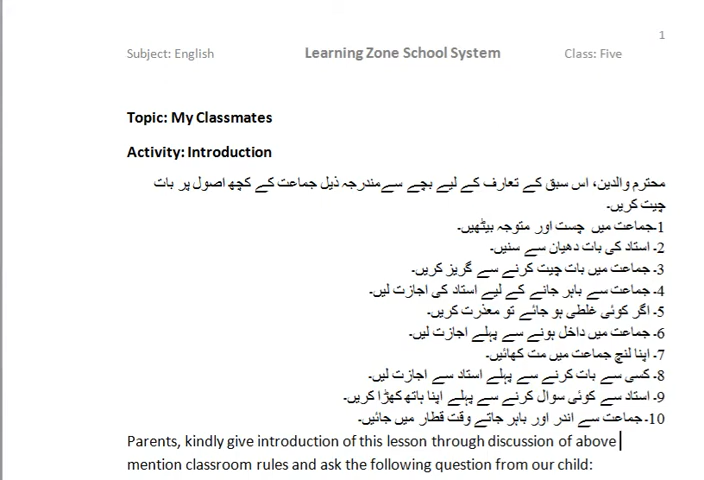 1
Subject: English Learning Zone School System Class: Five
Topic: My Classmates
Activity: Introduction
محترم والدین، اس سبق کے تعارف کے لیے بچے سےمندرجہ ذیل جماعت کے کچھ اصول پر بات
چیت کریں۔
1۔جماعت میں چست اور متوجہ بیٹھیں۔
2۔ استاد کی بات دھیان سے سنیں۔
3۔ جماعت میں بات چیت کرنے سے گریز کریں۔
4۔ جماعت سے باہر جانے کے لیے استاد کی اجازت لیں۔
5۔ اگر کوئی غلطی ہو جائے تو معذرت کریں۔
6۔ جماعت میں داخل ہونے سے پہلے اجازت لیں۔
7۔ اپنا لنچ جماعت میں مت کھائیں۔
8۔ کسی سے بات کرنے سے پہلے استاد سے اجازت لیں۔
9۔ استاد سے کوئی سوال کرنے سے پہلے اپنا ہاتھ کھڑا کریں۔
10۔جماعت سے اندر اور باہر جاتے وقت قطار میں جائیں۔
Parents, kindly give introduction of this lesson through discussion of above
mention classroom rules and ask the following question from our child: